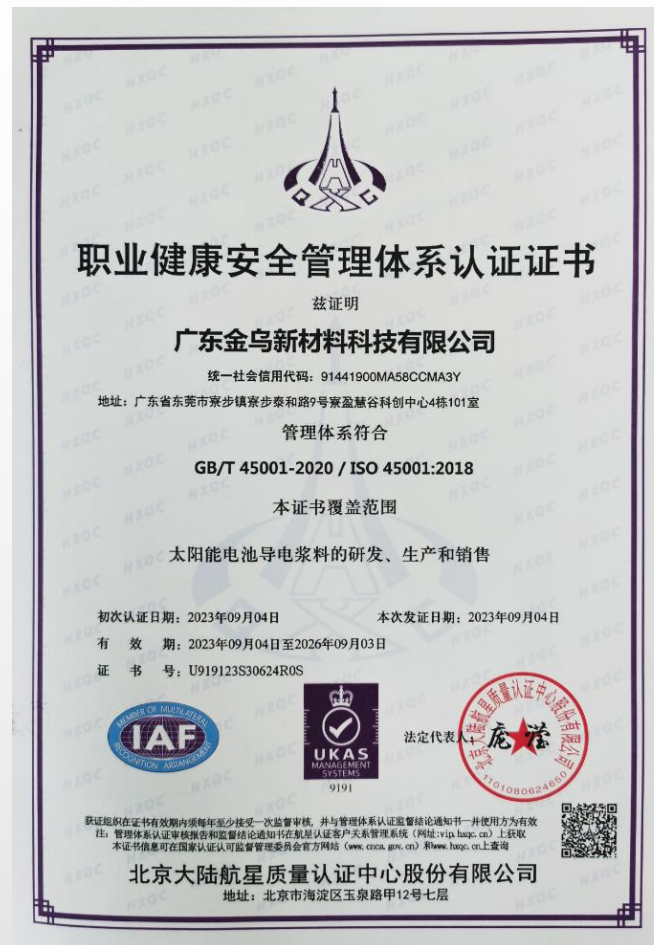 HXQC
职业健康安全管理体系认证证书
兹证明
广东金乌新材料科技有限公司
统一社会信用代码：91441900MA58CCMA3Y
地址：广东省东莞市寮步镇寮步泰和路9号寮盈慧谷科创中心4栋101室
管理体系符合
GB/T 45001-2020 / ISO 45001:2018
本证书覆盖范围
太阳能电池导电浆料的研发、生产和销售
初次认证日期：2023年09月04日 本次发证日期：2023年09月04日
有 效 期：2023年09月04日至2026年09月03日
证 书 号：U919123S30624R0S
MEMBER OF MULTILATERAL
IAF
RECOGNITION ARRANGEMENT
UKAS
MANAGEMENT
SYSTEMS
9191
法定代表人
北京大陆航星质量认证中心股份有限公司
1101080624650
获证组织在证书有效期内须每年至少接受一次监督审核，并与管理体系认证监督结论通知书一并使用方为有效
注：管理体系认证审核报告和监督结论通知书在航星认证客户关系管理系统（网址:vip.hxqc.cn）上获取
本证书信息可在国家认证认可监督管理委员会官方网站（www.cnca.gov.cn）和www.hxqc.cn上查询
北京大陆航星质量认证中心股份有限公司
地址：北京市海淀区玉泉路甲12号七层